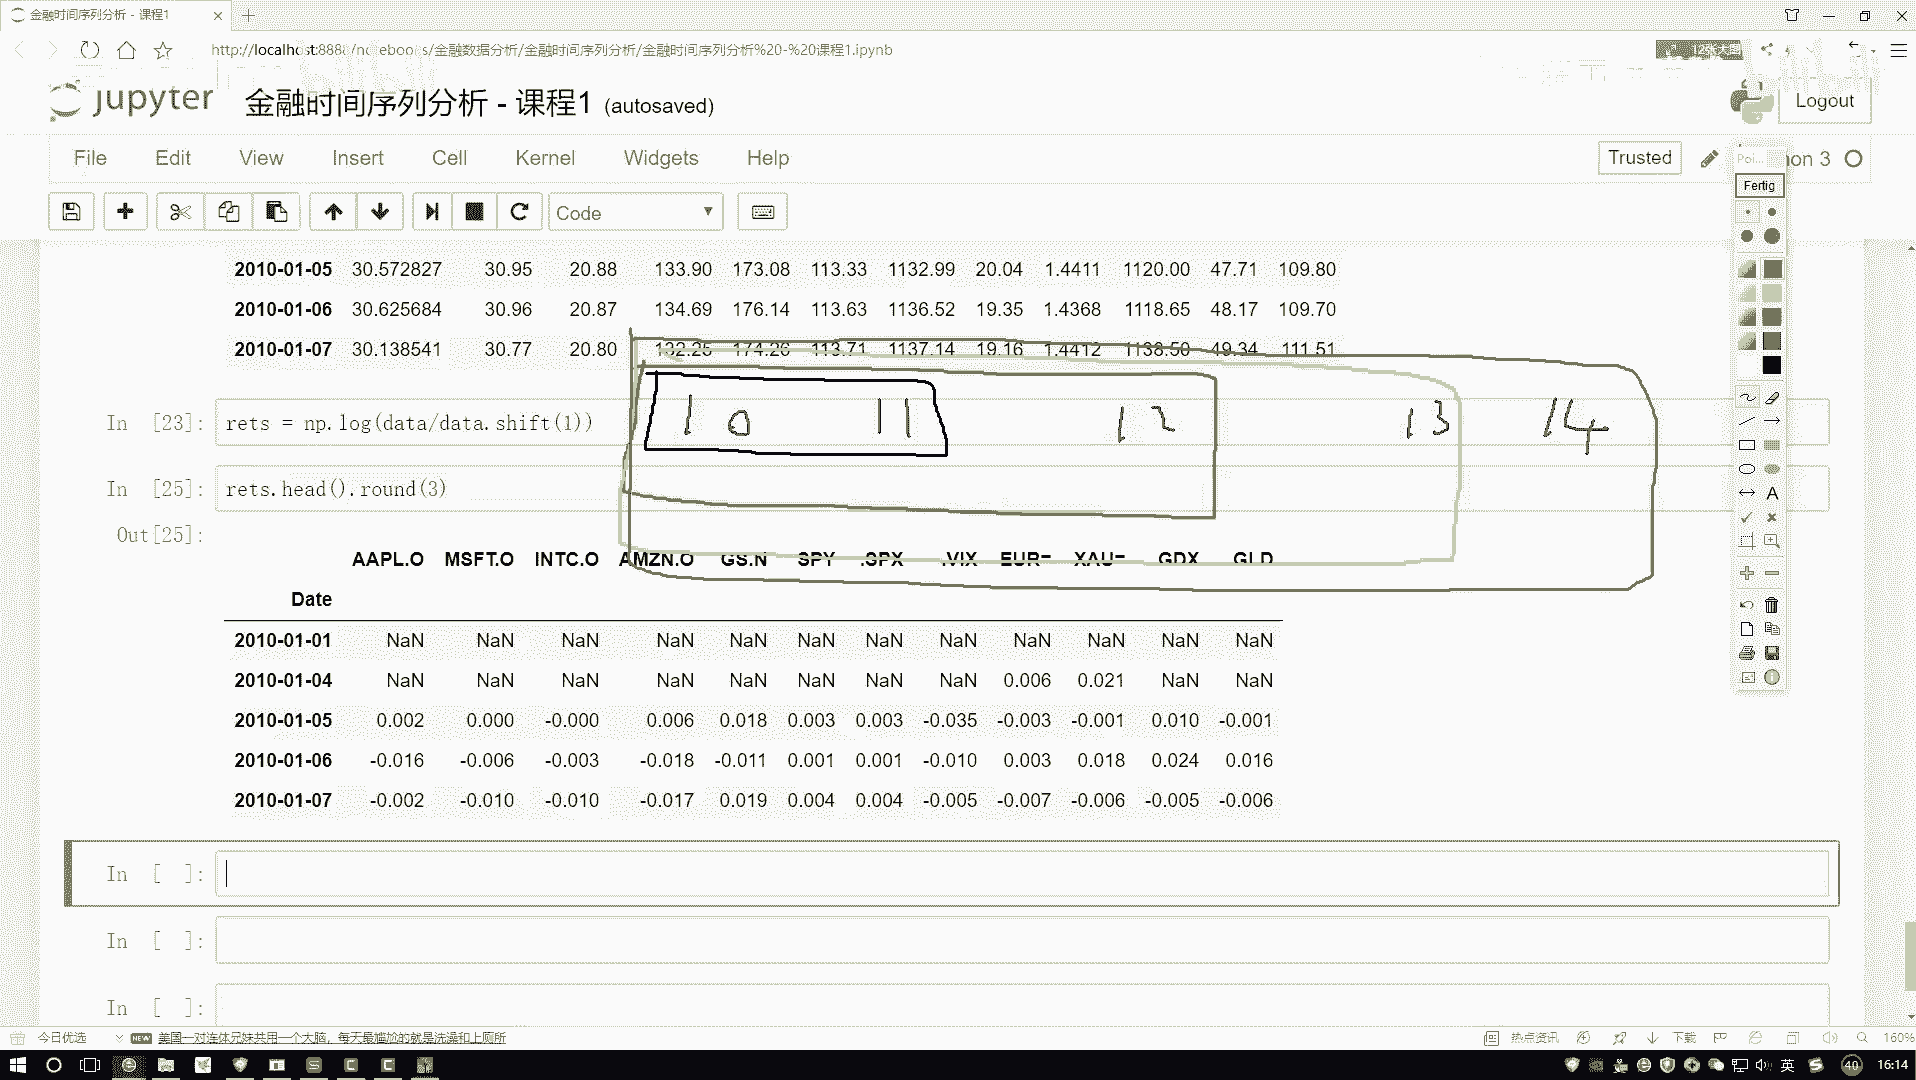 金融时间序列分析 - 课程1
http://localhost:888 /notebooks/金融数据分析/金融时间序列分析/金融时间序列分析%20-%20课程1.ipynb
12张大图
jupyter 金融时间序列分析 - 课程1 (autosaved)
Logout
File Edit View Insert Cell Kernel Widgets Help
Trusted
on 3
Poi...
Fertig
Code
2010-01-05 30.572827 30.95 20.88 133.90 173.08 113.33 1132.99 20.04 1.4411 1120.00 47.71 109.80
2010-01-06 30.625684 30.96 20.87 134.69 176.14 113.63 1136.52 19.35 1.4368 1118.65 48.17 109.70
2010-01-07 30.138541 30.77 20.80 132.25 174.26 113.71 1137.14 19.16 1.4412 1138.50 49.34 111.51
In [23]: rets = np.log(data/data.shift(1))
10 11 12 13 14
In [25]: rets.head().round(3)
Out[25]:
AAPL.O MSFT.O INTC.O AMZN.O GS.N SPY .SPX .VIX EUR= XAU= GDX GLD
Date
2010-01-01 NaN NaN NaN NaN NaN NaN NaN NaN NaN NaN NaN NaN
2010-01-04 NaN NaN NaN NaN NaN NaN NaN NaN 0.006 0.021 NaN NaN
2010-01-05 0.002 0.000 -0.000 0.006 0.018 0.003 0.003 -0.035 -0.003 -0.001 0.010 -0.001
2010-01-06 -0.016 -0.006 -0.003 -0.018 -0.011 0.001 0.001 -0.010 0.003 0.018 0.024 0.016
2010-01-07 -0.002 -0.010 -0.010 -0.017 0.019 0.004 0.004 -0.005 -0.007 -0.006 -0.005 -0.006
In [ ]:
In [ ]:
In [ ]:
今日优选
NEW 美国一对连体兄妹共用一个大脑，每天最尴尬的就是洗澡和上厕所
热点资讯
下载
160%
英
40
16:14